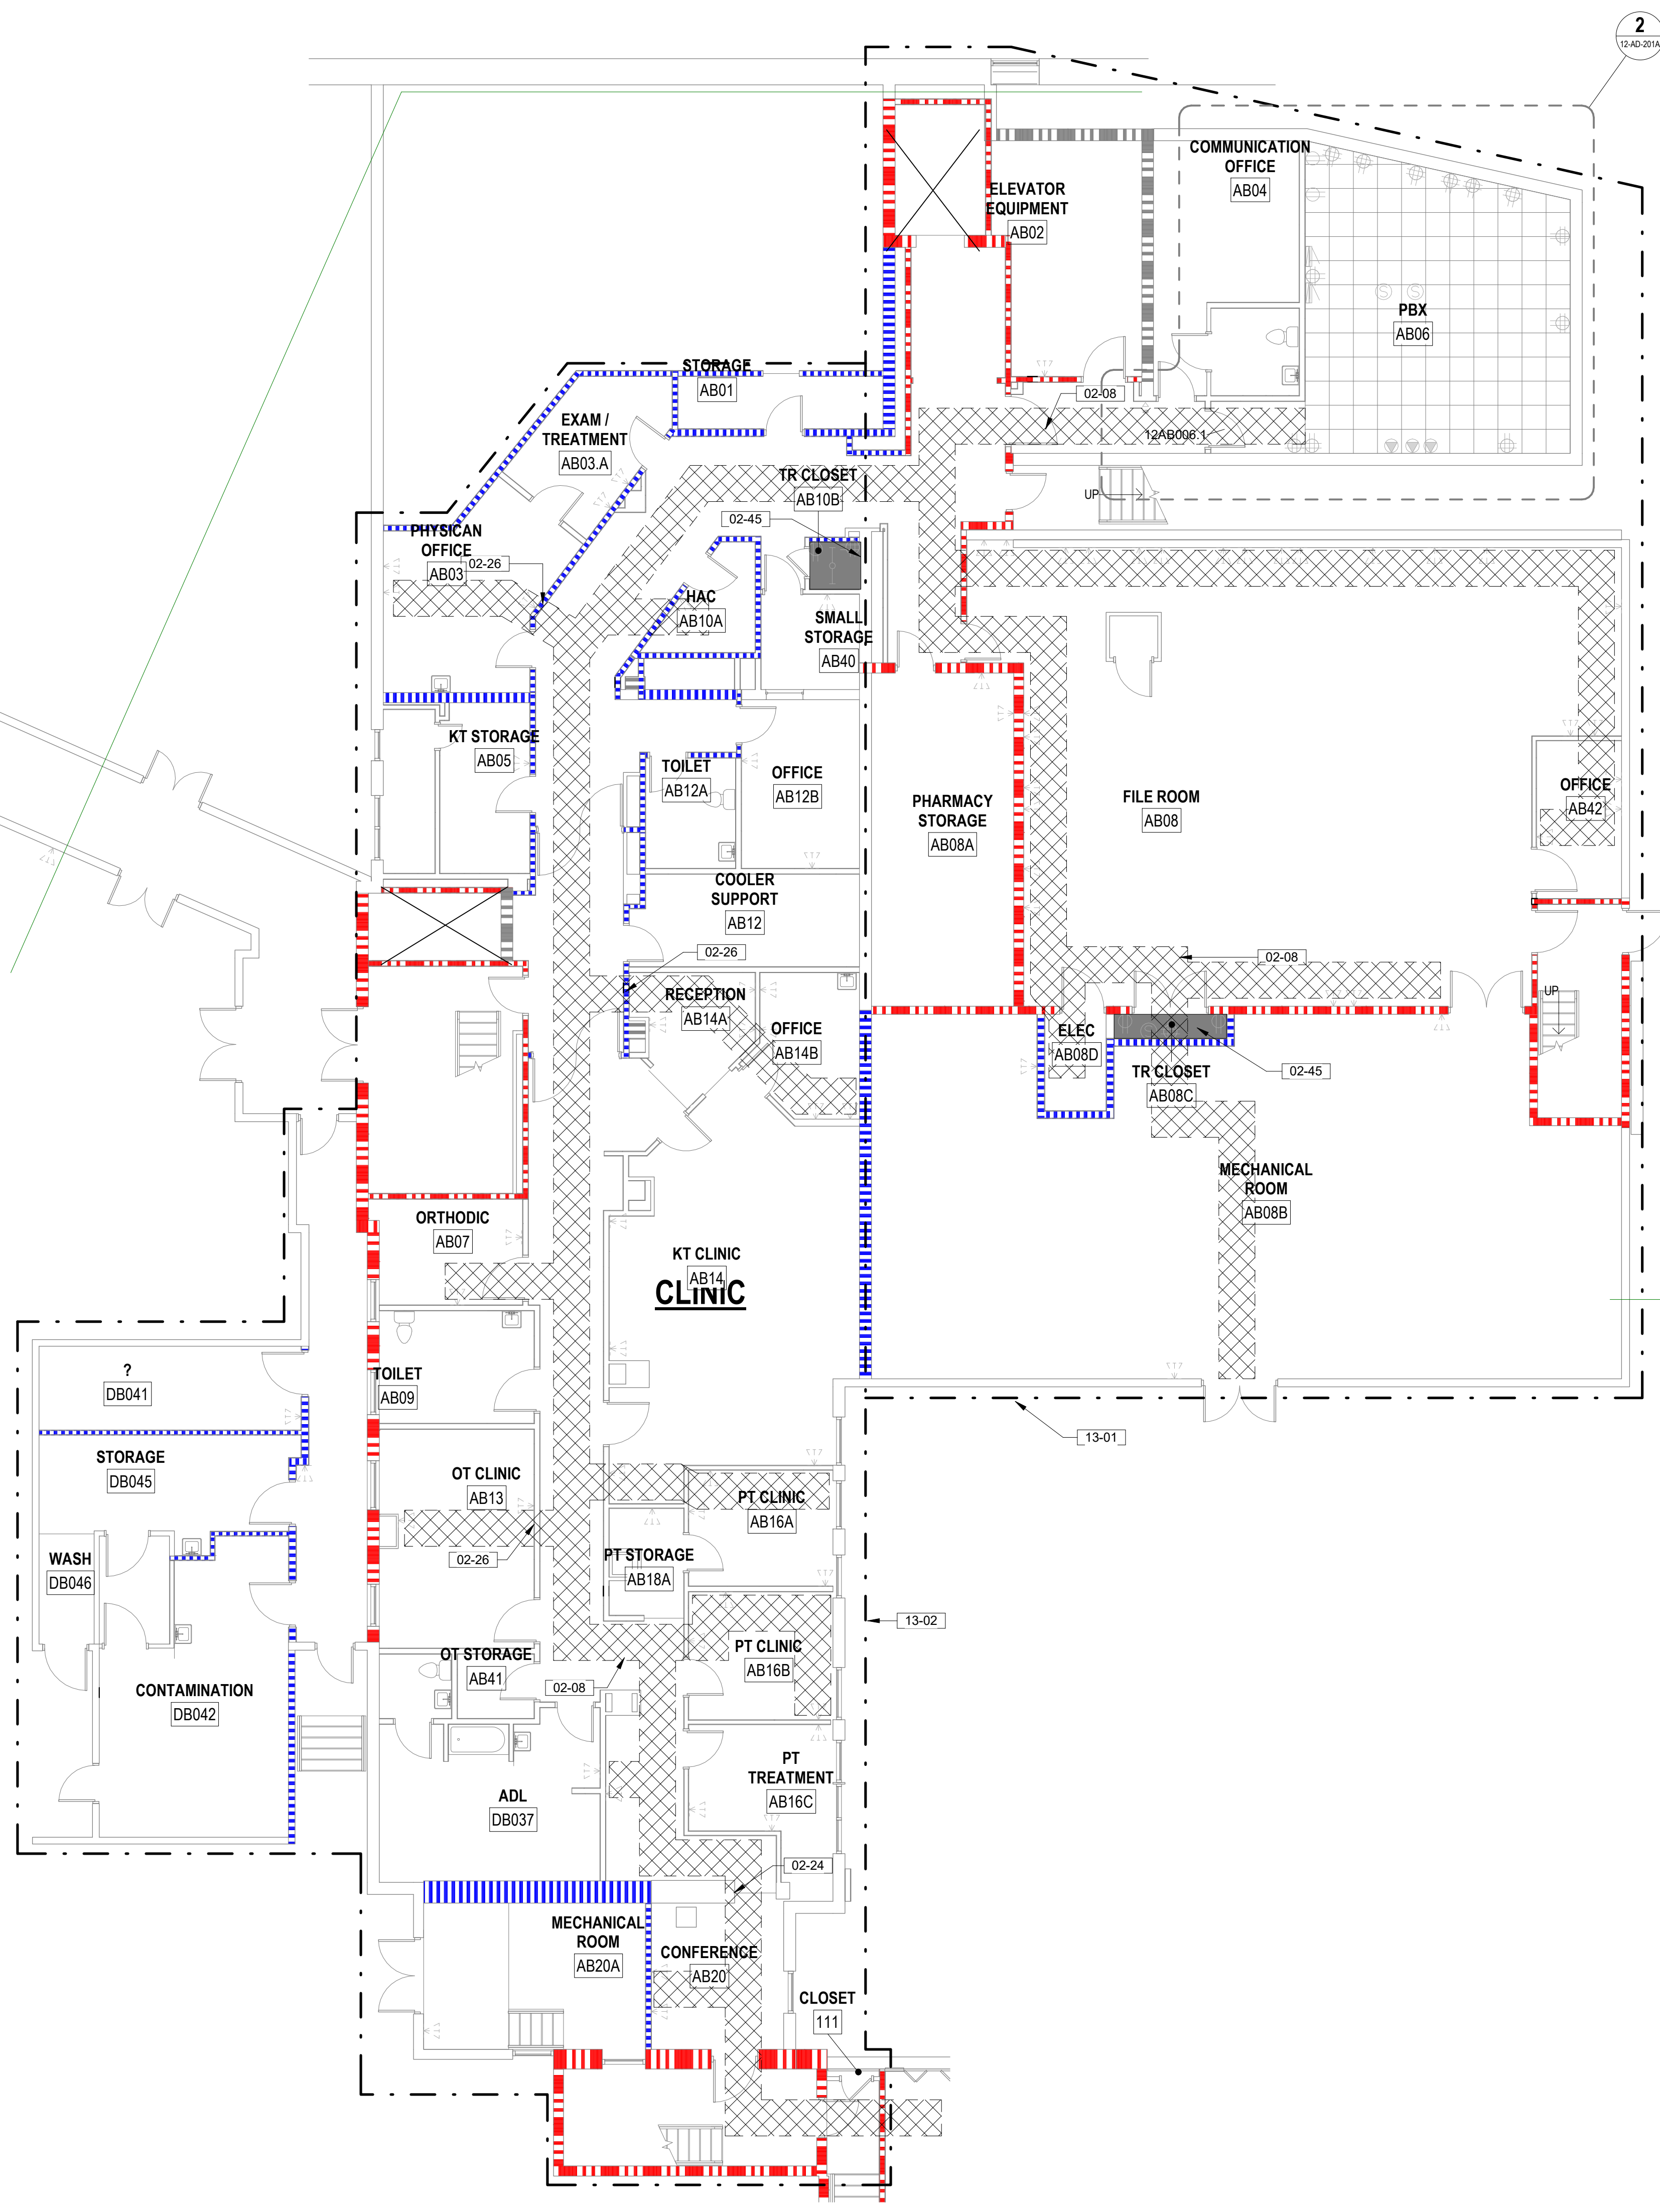 2
12-AD-201A
COMMUNICATION
OFFICE
AB04
ELEVATOR
EQUIPMENT
AB02
PBX
AB06
S
S
STORAGE
AB01
02-08
EXAM /
TREATMENT
AB03.A
12AB006.1
TR CLOSET
AB10B
UP
02-45
PHYSICAN
OFFICE
AB03
02-26
HAC
AB10A
SMALL
STORAGE
AB40
KT STORAGE
AB05
TOILET
AB12A
OFFICE
AB12B
PHARMACY
STORAGE
AB08A
FILE ROOM
AB08
OFFICE
AB42
COOLER
SUPPORT
AB12
02-26
02-08
RECEPTION
AB14A
UP
OFFICE
AB14B
ELEC
AB08D
TR CLOSET
AB08C
02-45
MECHANICAL
ROOM
AB08B
ORTHODIC
AB07
KT CLINIC
AB14
CLINIC
?
DB041
TOILET
AB09
13-01
STORAGE
DB045
OT CLINIC
AB13
PT CLINIC
AB16A
02-26
WASH
DB046
PT STORAGE
AB18A
13-02
OT STORAGE
AB41
PT CLINIC
AB16B
02-08
CONTAMINATION
DB042
PT
TREATMENT
AB16C
ADL
DB037
02-24
MECHANICAL
ROOM
AB20A
CONFERENCE
AB20
CLOSET
111